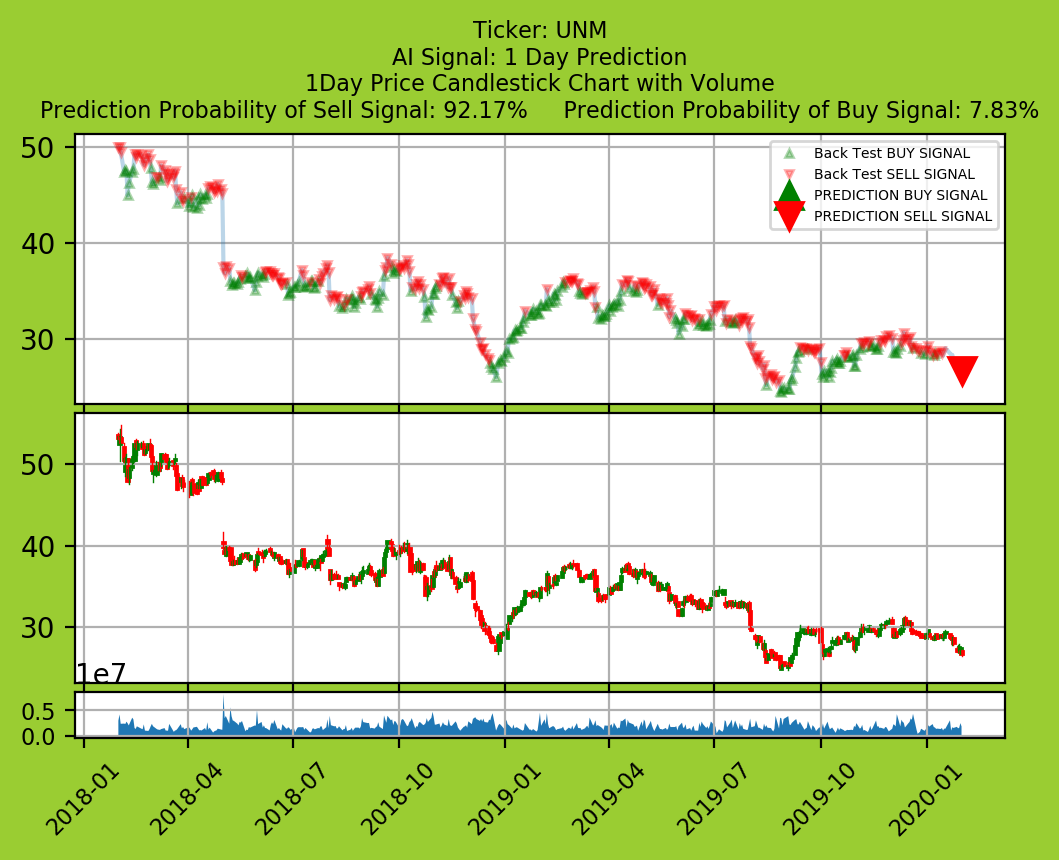 Ticker: UNM
AI Signal: 1 Day Prediction
1Day Price Candlestick Chart with Volume
Prediction Probability of Sell Signal: 92.17%     Prediction Probability of Buy Signal: 7.83%
50
40
30
Back Test BUY SIGNAL
Back Test SELL SIGNAL
PREDICTION BUY SIGNAL
PREDICTION SELL SIGNAL
50
40
30
1e7
0.5
0.0
2018-01
2018-04
2018-07
2018-10
2019-01
2019-04
2019-07
2019-10
2020-01